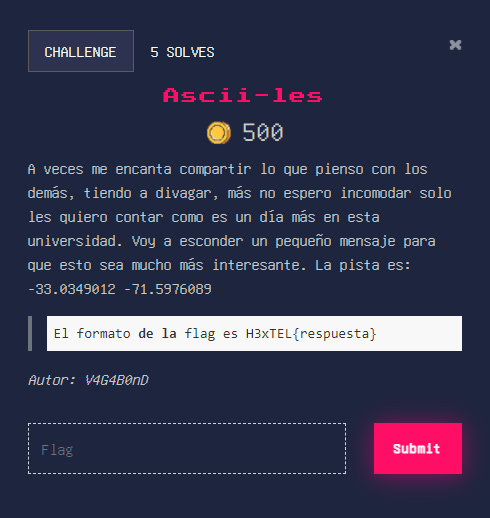 CHALLENGE 5 SOLVES ✖
Ascii-les
500
A veces me encanta compartir lo que pienso con los
demás, tiendo a divagar, más no espero incomodar solo
les quiero contar como es un día más en esta
universidad. Voy a esconder un pequeño mensaje para
que esto sea mucho más interesante. La pista es:
-33.0349012 -71.5976089
El formato de la flag es H3xTEL{respuesta}
Autor: V4G4B0nD
Flag
Submit